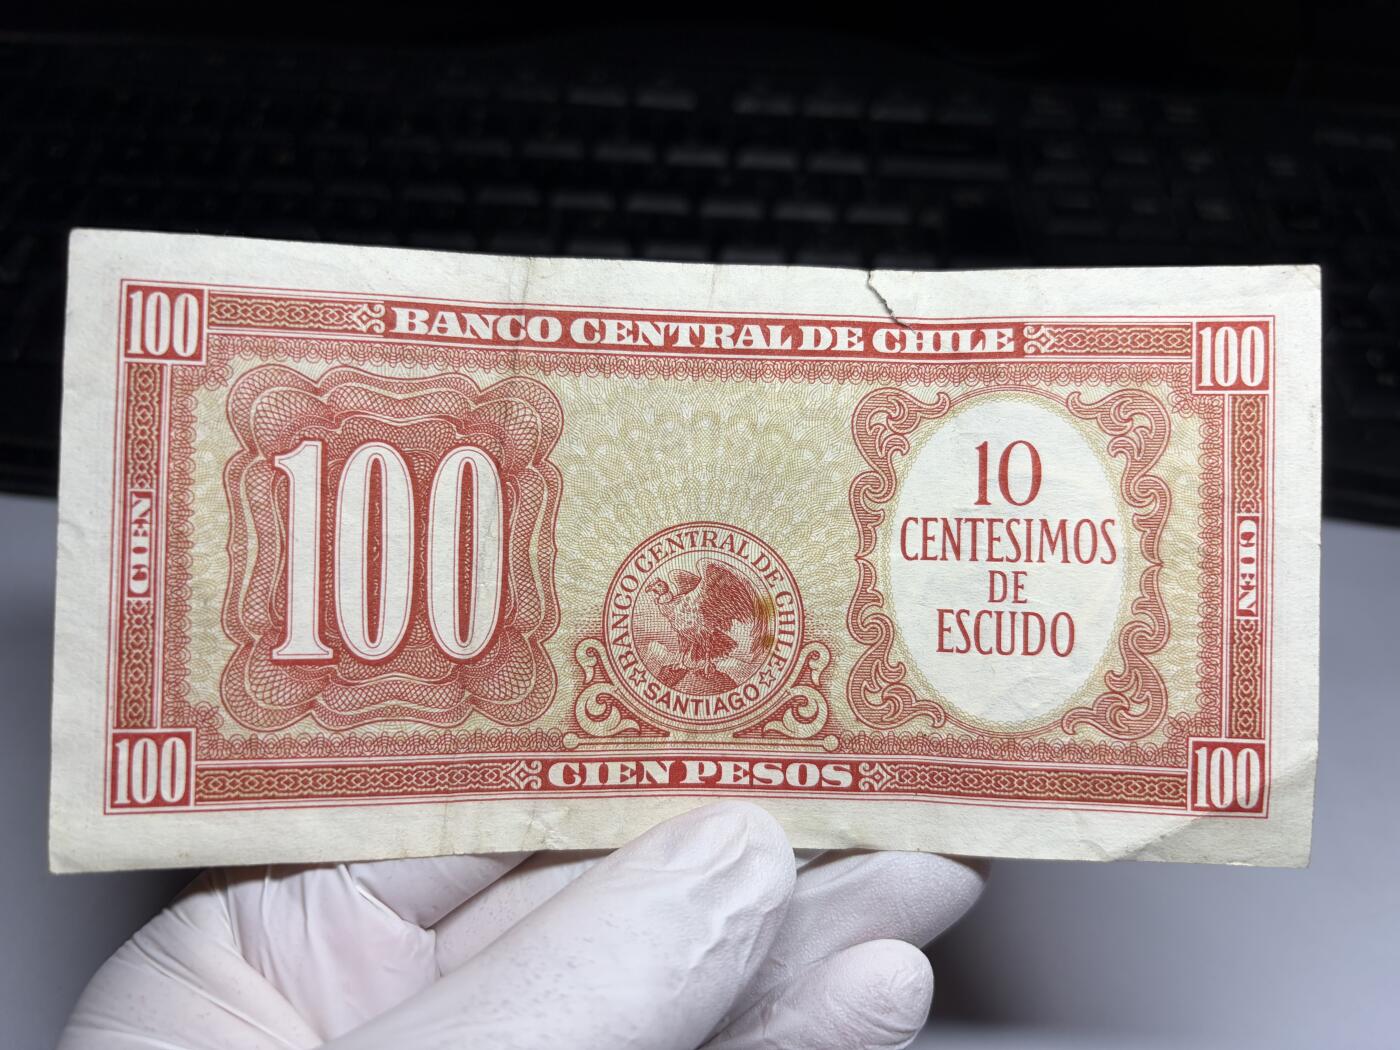 100
BANCO CENTRAL DE CHILE
100
CIEN
100
10
CENTESIMOS
DE
ESCUDO
CIEN
BANCO CENTRAL DE CHILE
SANTIAGO
100
CIEN PESOS
100